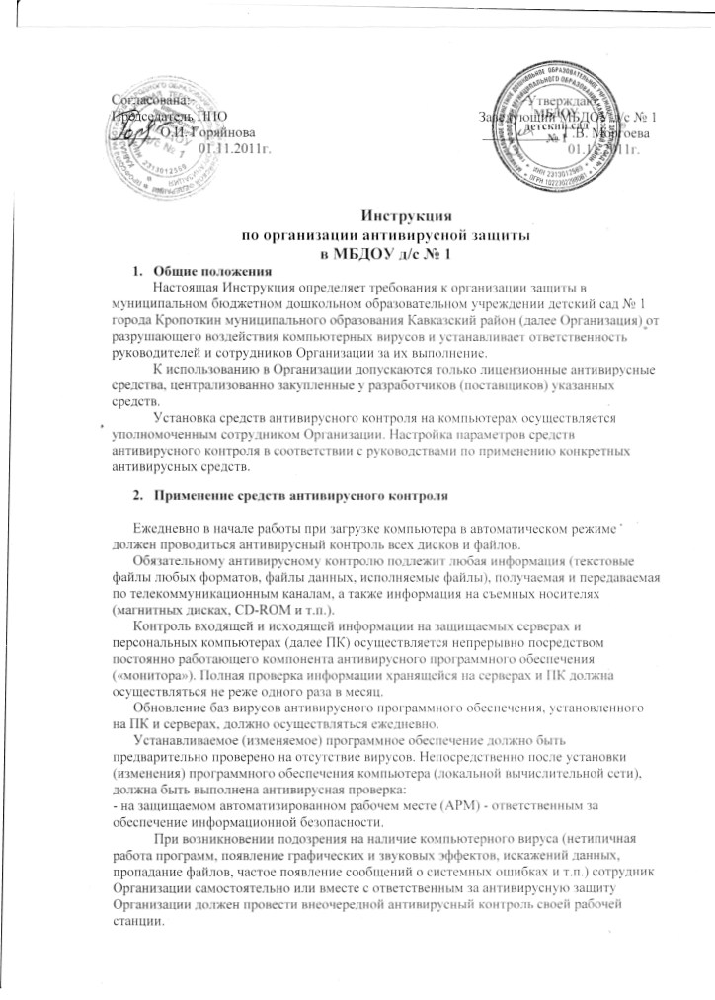 Согласована:
Председатель ППО
О.И. Горяйнова
01.11.2011г.
Утверждаю
Заведующий МБДОУ д/с № 1
.В. Моргоева
01.11.2011г.
МБДОУ
детский сад
№ 1
ИНН 2313012569
Инструкция
по организации антивирусной защиты
в МБДОУ д/с № 1
1. Общие положения
Настоящая Инструкция определяет требования к организации защиты в
муниципальном бюджетном дошкольном образовательном учреждении детский сад № 1
города Кропоткин муниципального образования Кавказский район (далее Организация) от
разрушающего воздействия компьютерных вирусов и устанавливает ответственность
руководителей и сотрудников Организации за их выполнение.
К использованию в Организации допускаются только лицензионные антивирусные
средства, централизованно закупленные у разработчиков (поставщиков) указанных
средств.
Установка средств антивирусного контроля на компьютерах осуществляется
уполномоченным сотрудником Организации. Настройка параметров средств
антивирусного контроля в соответствии с руководствами по применению конкретных
антивирусных средств.
2. Применение средств антивирусного контроля
Ежедневно в начале работы при загрузке компьютера в автоматическом режиме
должен проводиться антивирусный контроль всех дисков и файлов.
Обязательному антивирусному контролю подлежит любая информация (текстовые
файлы любых форматов, файлы данных, исполняемые файлы), получаемая и передаваемая
по телекоммуникационным каналам, а также информация на съемных носителях
(магнитных дисках, CD-ROM и т.п.).
Контроль входящей и исходящей информации на защищаемых серверах и
персональных компьютерах (далее ПК) осуществляется непрерывно посредством
постоянно работающего компонента антивирусного программного обеспечения
(«монитора»). Полная проверка информации хранящейся на серверах и ПК должна
осуществляться не реже одного раза в месяц.
Обновление баз вирусов антивирусного программного обеспечения, установленного
на ПК и серверах, должно осуществляться ежедневно.
Устанавливаемое (изменяемое) программное обеспечение должно быть
предварительно проверено на отсутствие вирусов. Непосредственно после установки
(изменения) программного обеспечения компьютера (локальной вычислительной сети),
должна быть выполнена антивирусная проверка:
- на защищаемом автоматизированном рабочем месте (АРМ) - ответственным за
обеспечение информационной безопасности.
При возникновении подозрения на наличие компьютерного вируса (нетипичная
работа программ, появление графических и звуковых эффектов, искажений данных,
пропадание файлов, частое появление сообщений о системных ошибках и т.п.) сотрудник
Организации самостоятельно или вместе с ответственным за антивирусную защиту
Организации должен провести внеочередной антивирусный контроль своей рабочей
станции.